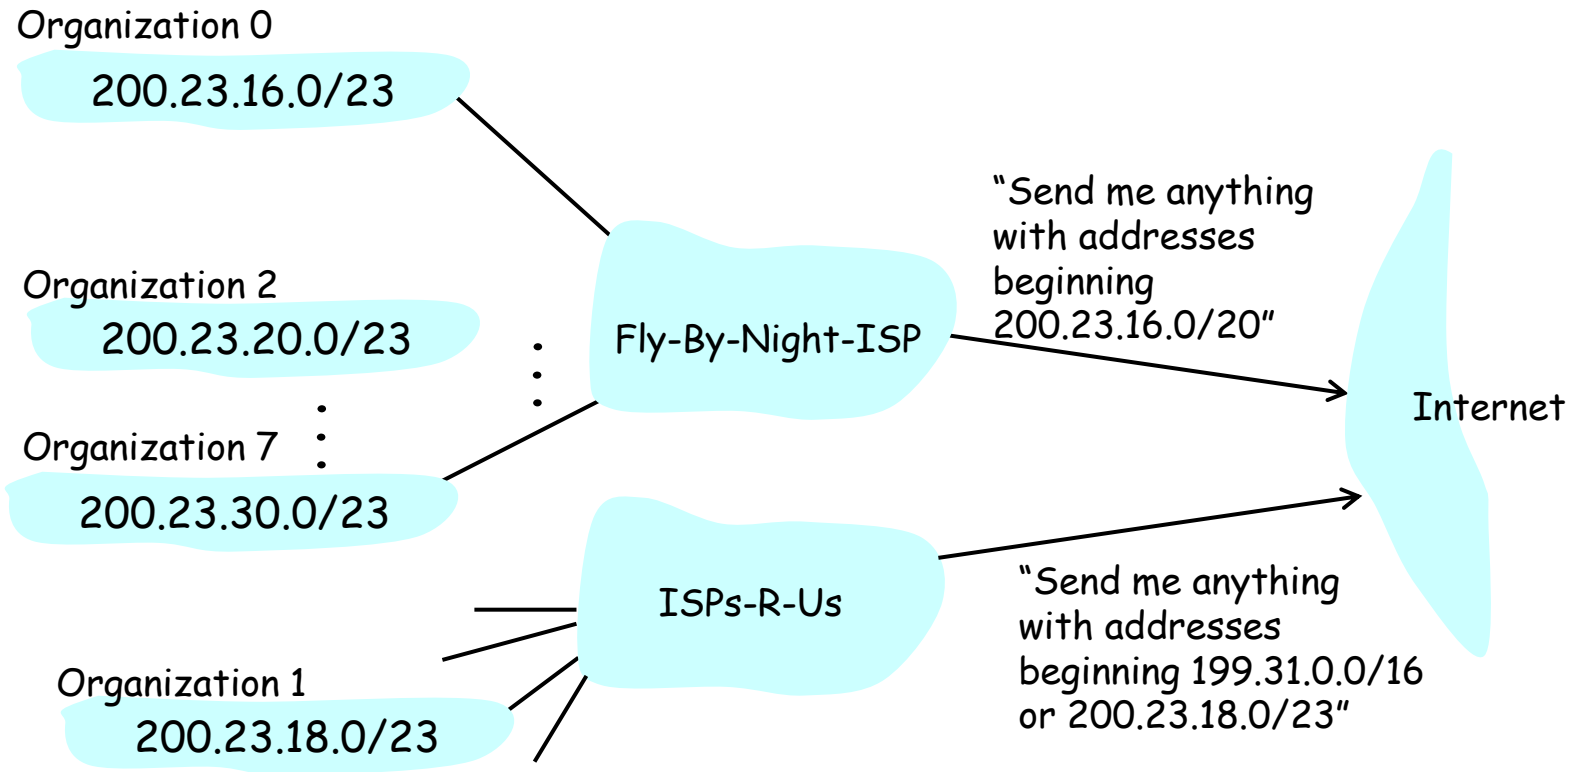 Organization 0
200.23.16.0/23
Organization 2
200.23.20.0/23
Organization 7
200.23.30.0/23
Fly-By-Night-ISP
“Send me anything
with addresses
beginning
200.23.16.0/20”
Internet
ISPs-R-Us
Organization 1
200.23.18.0/23
“Send me anything
with addresses
beginning 199.31.0.0/16
or 200.23.18.0/23”